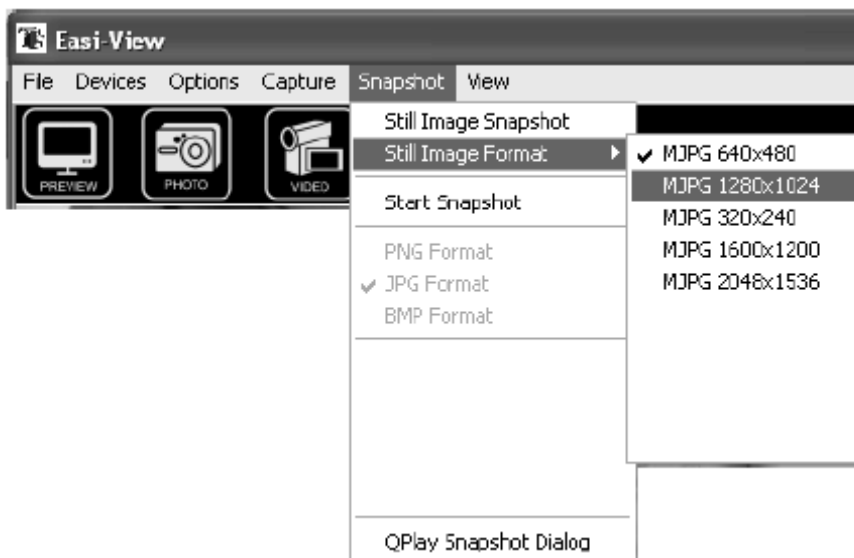 Easi-View
File Devices Options Capture Snapshot View
PREVIEW PHOTO VIDEO
Still Image Snapshot
Still Image Format
Start Snapshot
PNG Format
JPG Format
BMP Format
QPlay Snapshot Dialog
MJPG 640x480
MJPG 1280x1024
MJPG 320x240
MJPG 1600x1200
MJPG 2048x1536